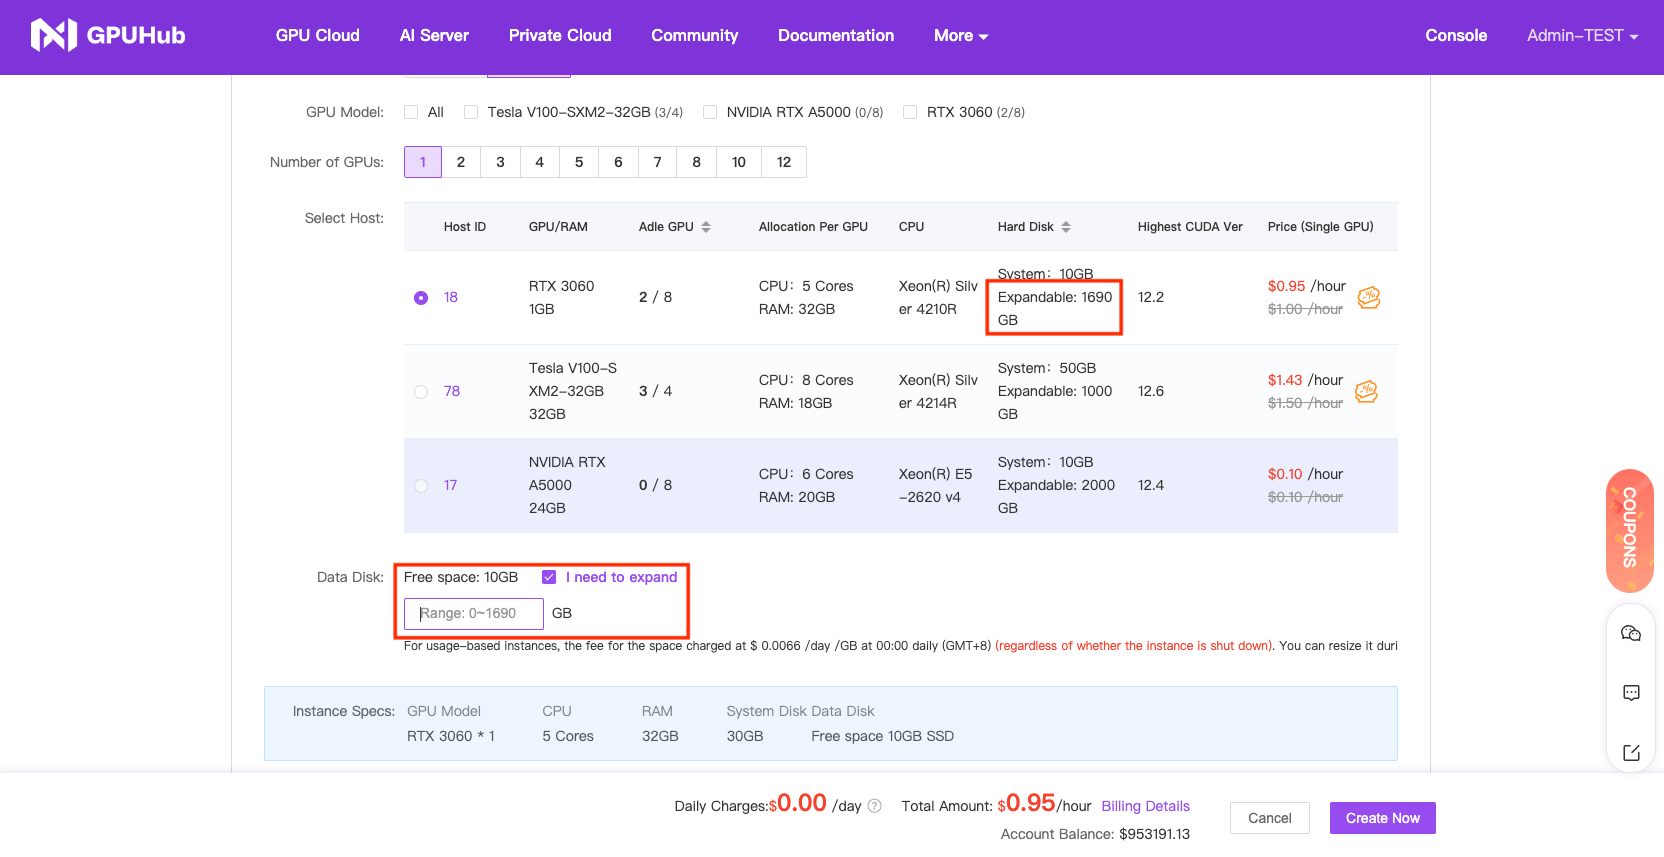 GPUHub
GPU Cloud AI Server Private Cloud Community Documentation More Console Admin-TEST
GPU Model: All Tesla V100-SXM2-32GB (3/4) NVIDIA RTX A5000 (0/8) RTX 3060 (2/8)
Number of GPUs: 1 2 3 4 5 6 7 8 10 12
Select Host:
Host ID GPU/RAM Adle GPU Allocation Per GPU CPU Hard Disk Highest CUDA Ver Price (Single GPU)
System：10GB
RTX 3060 CPU：5 Cores Xeon(R) Silv $0.95 /hour
18 2 / 8 Expandable: 1690 12.2
1GB RAM: 32GB er 4210R $1.00 /hour
GB
Tesla V100-S System：50GB
CPU：8 Cores Xeon(R) Silv $1.43 /hour
78 XM2-32GB 3 / 4 Expandable: 1000 12.6
RAM: 18GB er 4214R $1.50 /hour
32GB GB
NVIDIA RTX System：10GB
CPU：6 Cores Xeon(R) E5 $0.10 /hour
17 A5000 0 / 8 Expandable: 2000 12.4
RAM: 20GB -2620 v4 $0.10 /hour
24GB GB
COUPONS
Data Disk: Free space: 10GB I need to expand
Range: 0~1690 GB
For usage-based instances, the fee for the space charged at $ 0.0066 /day /GB at 00:00 daily (GMT+8) (regardless of whether the instance is shut down). You can resize it duri
Instance Specs: GPU Model CPU RAM System Disk Data Disk
RTX 3060 * 1 5 Cores 32GB 30GB Free space 10GB SSD
Daily Charges:$0.00 /day ? Total Amount: $0.95/hour Billing Details
Account Balance: $953191.13
Cancel Create Now